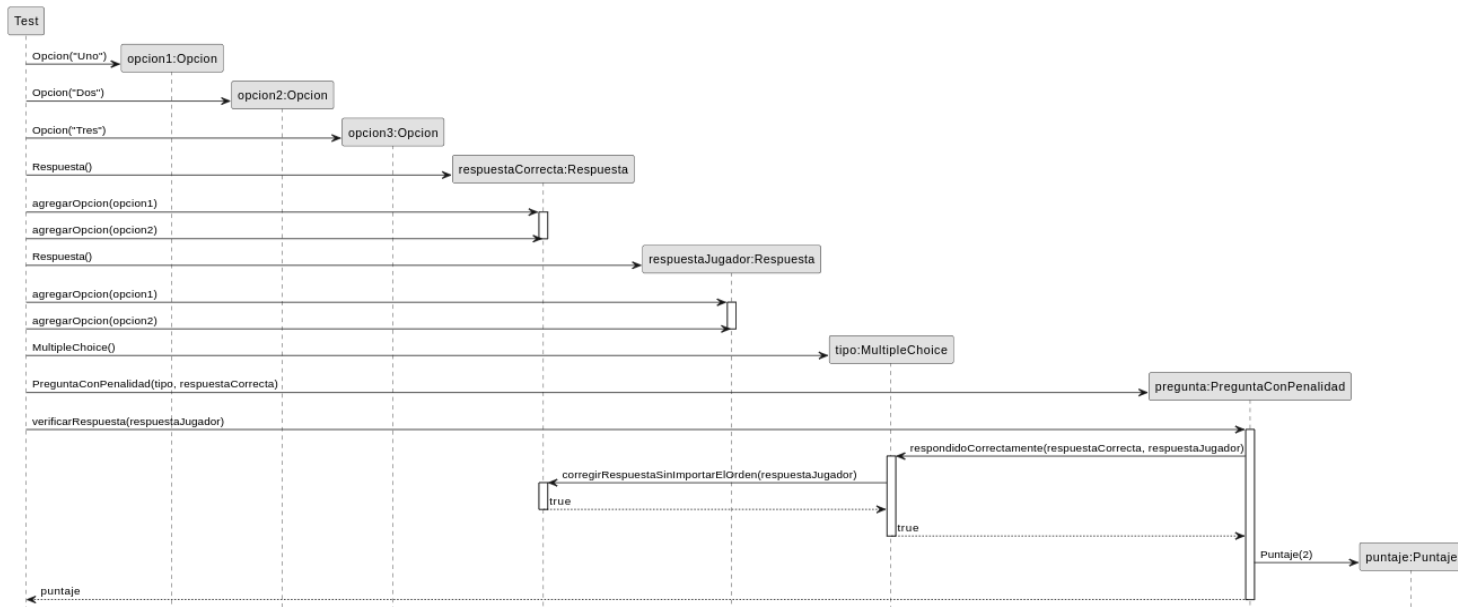 Test
Opcion("Uno")
opcion1:Opcion
Opcion("Dos")
opcion2:Opcion
Opcion("Tres")
opcion3:Opcion
Respuesta()
respuestaCorrecta:Respuesta
agregarOpcion(opcion1)
agregarOpcion(opcion2)
Respuesta()
respuestaJugador:Respuesta
agregarOpcion(opcion1)
agregarOpcion(opcion2)
MultipleChoice()
tipo:MultipleChoice
PreguntaConPenalidad(tipo, respuestaCorrecta)
pregunta:PreguntaConPenalidad
verificarRespuesta(respuestaJugador)
respondidoCorrectamente(respuestaCorrecta, respuestaJugador)
corregirRespuestaSinImportarElOrden(respuestaJugador)
true
true
Puntaje(2)
puntaje:Puntaje
puntaje